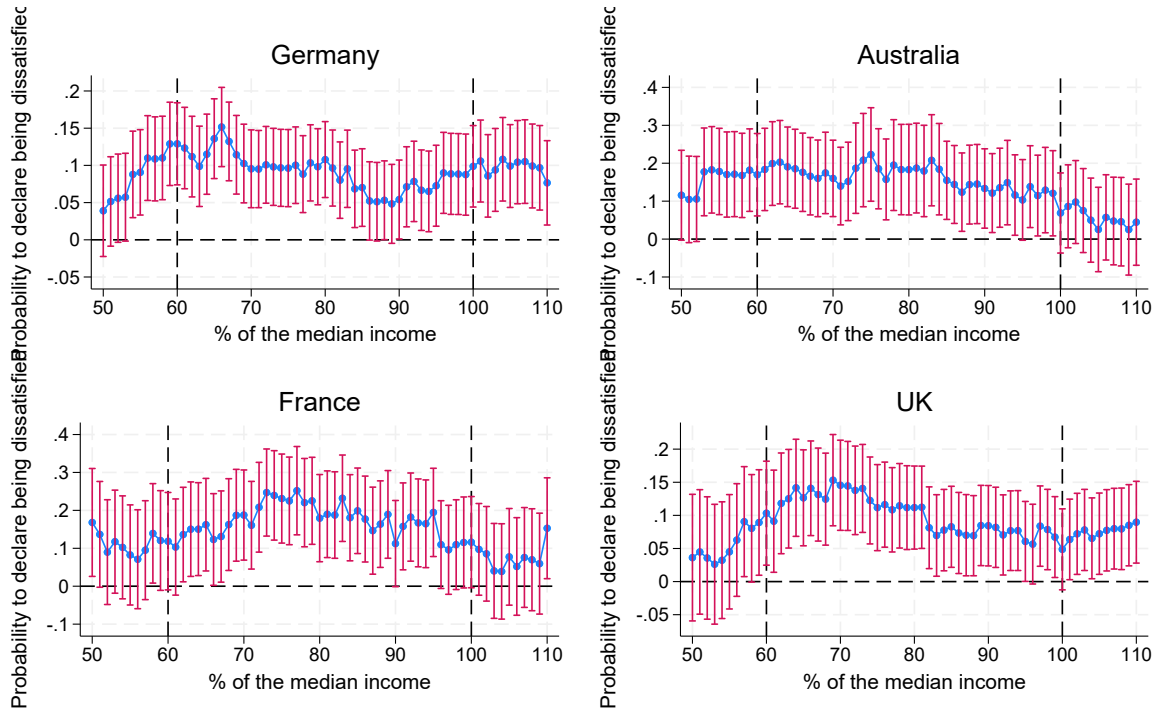 Germany
Probability to declare being dissatisfied
.2
.15
.1
.05
0
-.05
50 60 70 80 90 100 110
% of the median income
Australia
Probability to declare being dissatisfied
.4
.3
.2
.1
0
-.1
50 60 70 80 90 100 110
% of the median income
France
Probability to declare being dissatisfied
.4
.3
.2
.1
0
-.1
50 60 70 80 90 100 110
% of the median income
UK
Probability to declare being dissatisfied
.2
.15
.1
.05
0
-.05
50 60 70 80 90 100 110
% of the median income